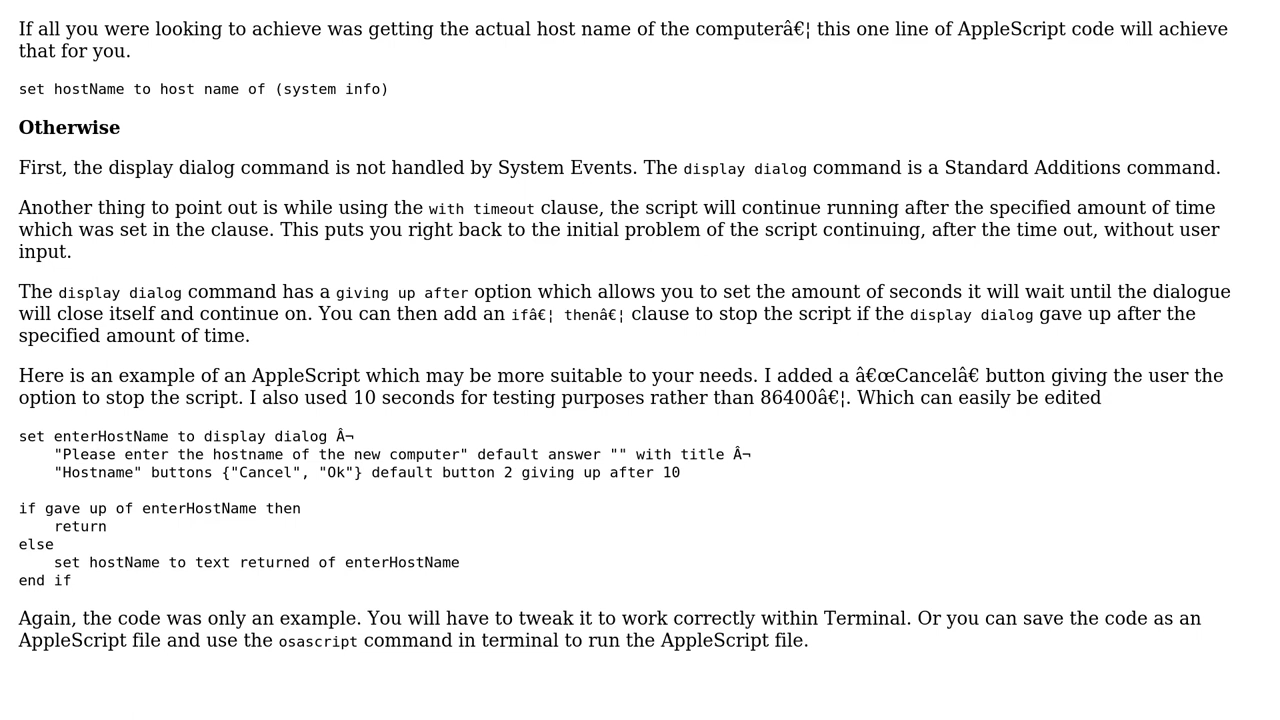 If all you were looking to achieve was getting the actual host name of the computerâ€¦ this one line of AppleScript code will achieve
that for you.
set hostName to host name of (system info)
Otherwise
First, the display dialog command is not handled by System Events. The display dialog command is a Standard Additions command.
Another thing to point out is while using the with timeout clause, the script will continue running after the specified amount of time
which was set in the clause. This puts you right back to the initial problem of the script continuing, after the time out, without user
input.
The display dialog command has a giving up after option which allows you to set the amount of seconds it will wait until the dialogue
will close itself and continue on. You can then add an ifâ€¦ thenâ€¦ clause to stop the script if the display dialog gave up after the
specified amount of time.
Here is an example of an AppleScript which may be more suitable to your needs. I added a â€œCancelâ€ button giving the user the
option to stop the script. I also used 10 seconds for testing purposes rather than 86400â€¦. Which can easily be edited
set enterHostName to display dialog Â¬
    "Please enter the hostname of the new computer" default answer "" with title Â¬
    "Hostname" buttons {"Cancel", "Ok"} default button 2 giving up after 10
if gave up of enterHostName then
    return
else
    set hostName to text returned of enterHostName
end if
Again, the code was only an example. You will have to tweak it to work correctly within Terminal. Or you can save the code as an
AppleScript file and use the osascript command in terminal to run the AppleScript file.